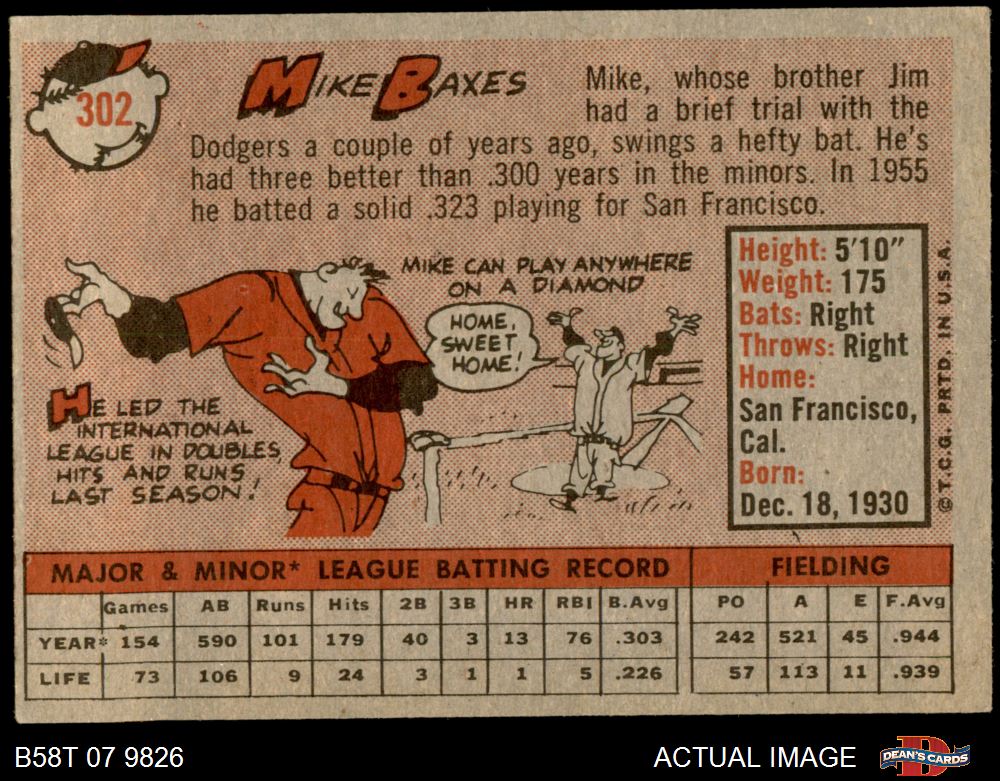 302
MIKE BAXES
Mike, whose brother Jim
had a brief trial with the
Dodgers a couple of years ago, swings a hefty bat. He's
had three better than .300 years in the minors. In 1955
he batted a solid .323 playing for San Francisco.
MIKE CAN PLAY ANYWHERE
ON A DIAMOND
HOME,
SWEET
HOME!
HE LED THE
INTERNATIONAL
LEAGUE IN DOUBLES,
HITS AND RUNS
LAST SEASON!
Height: 5'10"
Weight: 175
Bats: Right
Throws: Right
Home:
San Francisco,
Cal.
Born:
Dec. 18, 1930
© T.C.G. PRTD. IN U.S.A.
MAJOR & MINOR* LEAGUE BATTING RECORD FIELDING
Games AB Runs Hits 2B 3B HR RBI B.Avg PO A E F.Avg
YEAR* 154 590 101 179 40 3 13 76 .303 242 521 45 .944
LIFE 73 106 9 24 3 1 1 5 .226 57 113 11 .939
B58T 07 9826 ACTUAL IMAGE DEAN'S CARDS